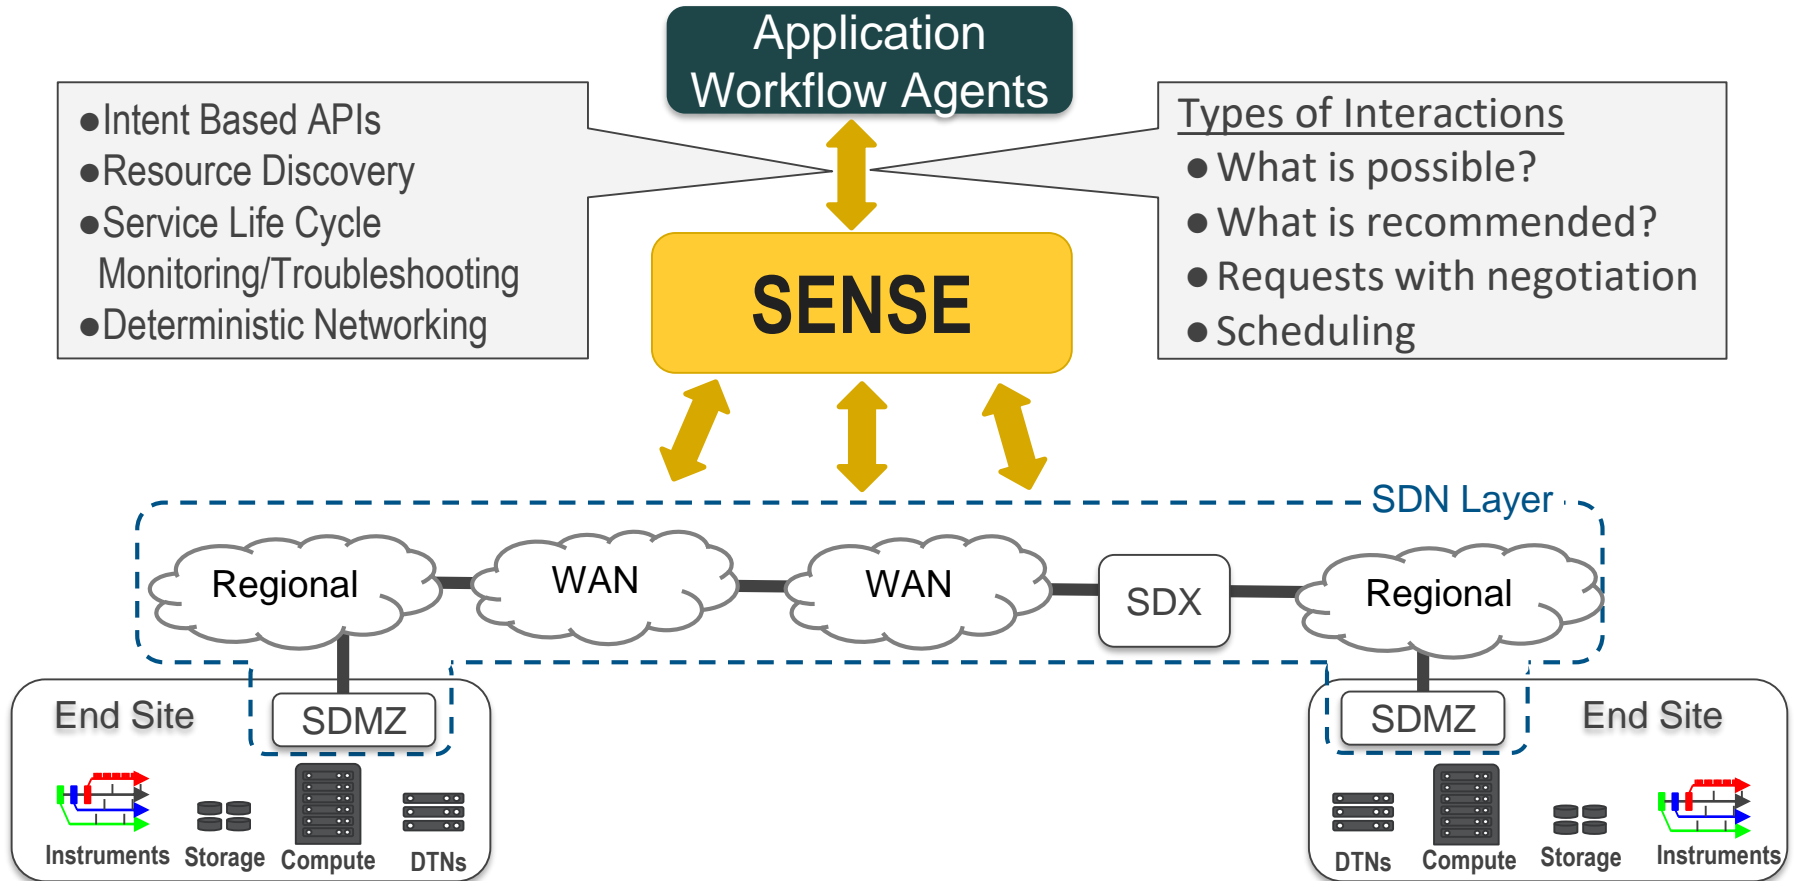 Application
Workflow Agents
●Intent Based APIs
●Resource Discovery
●Service Life Cycle
Monitoring/Troubleshooting
●Deterministic Networking
Types of Interactions
●What is possible?
●What is recommended?
●Requests with negotiation
●Scheduling
SENSE
SDN Layer
Regional
WAN
WAN
SDX
Regional
End Site
SDMZ
Instruments
Storage
Compute
DTNs
SDMZ
End Site
DTNs
Compute
Storage
Instruments